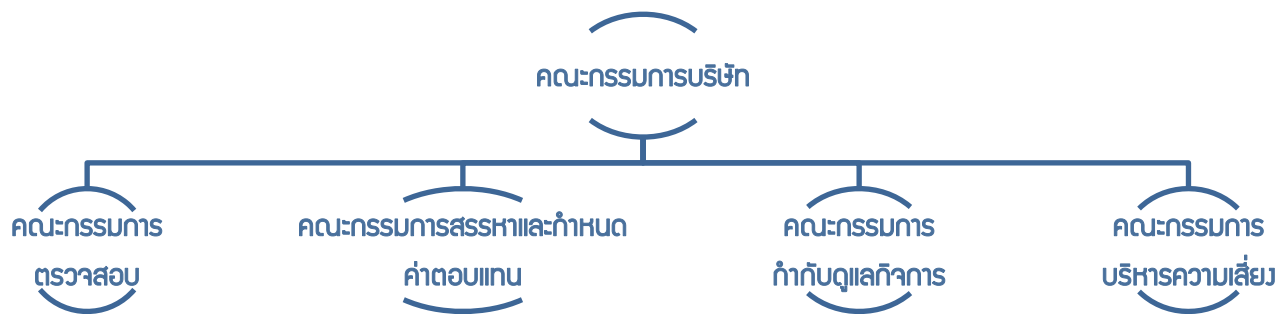 คณะกรรมการบริษัท
คณะกรรมการ
ตรวจสอบ
คณะกรรมการสรรหาและกำหนด
ค่าตอบแทน
คณะกรรมการ
กำกับดูแลกิจการ
คณะกรรมการ
บริหารความเสี่ยง